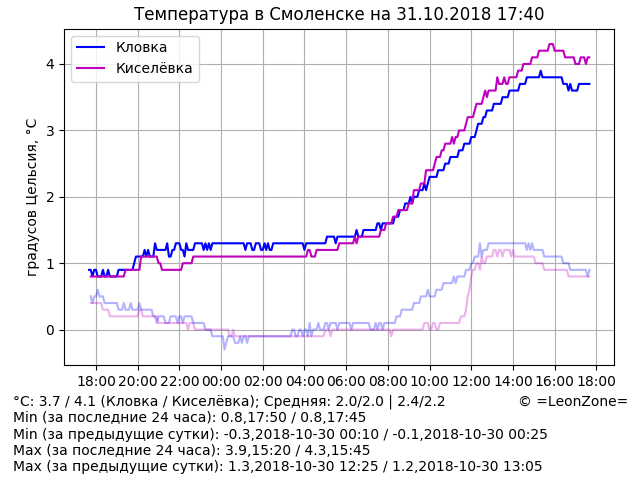 Температура в Смоленске на 31.10.2018 17:40
Кловка
Киселёвка
градусов Цельсия, °C
4
3
2
1
0
18:00 20:00 22:00 00:00 02:00 04:00 06:00 08:00 10:00 12:00 14:00 16:00 18:00
°C: 3.7 / 4.1 (Кловка / Киселёвка); Средняя: 2.0/2.0 | 2.4/2.2 © =LeonZone=
Min (за последние 24 часа): 0.8,17:50 / 0.8,17:45
Min (за предыдущие сутки): -0.3,2018-10-30 00:10 / -0.1,2018-10-30 00:25
Max (за последние 24 часа): 3.9,15:20 / 4.3,15:45
Max (за предыдущие сутки): 1.3,2018-10-30 12:25 / 1.2,2018-10-30 13:05